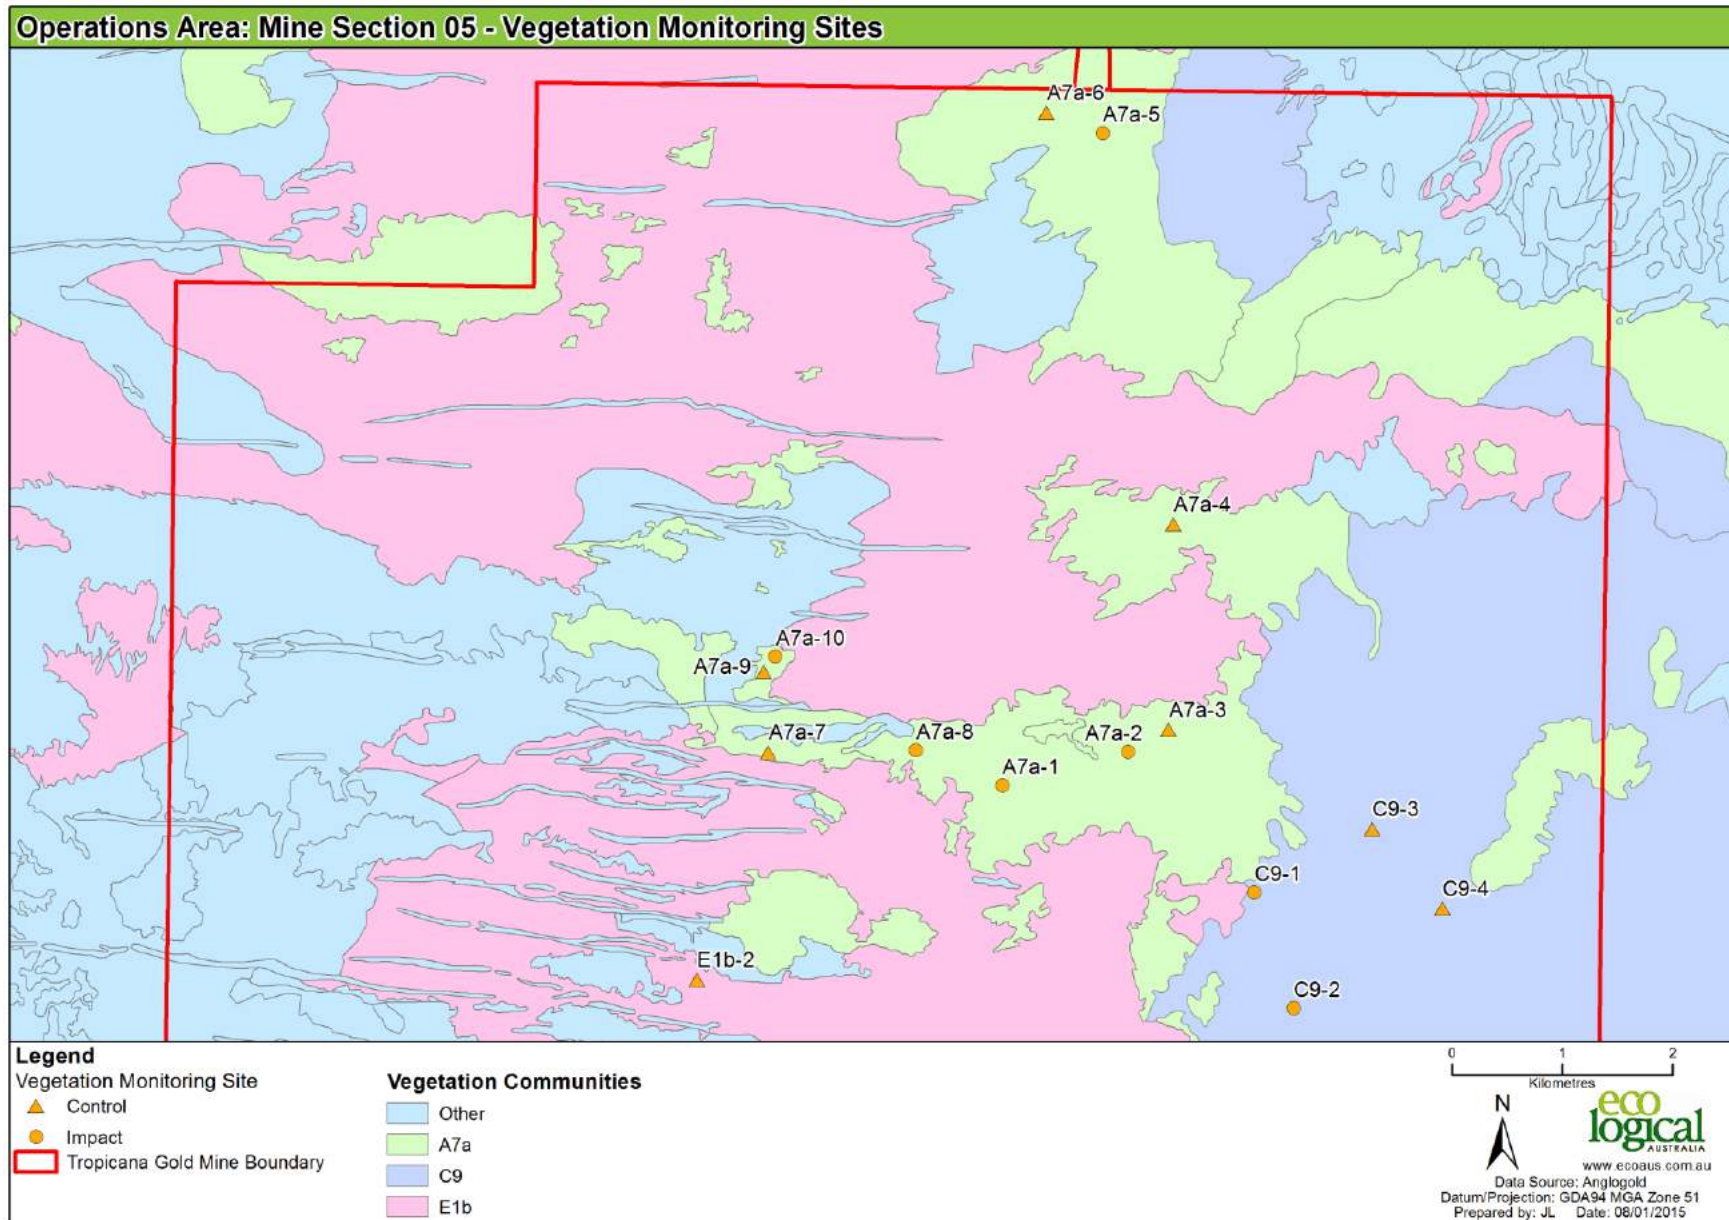 Operations Area: Mine Section 05 - Vegetation Monitoring Sites
A7a-6
A7a-5
A7a-4
A7a-10
A7a-9
A7a-3
A7a-7
A7a-8
A7a-2
A7a-1
C9-3
C9-1
C9-4
E1b-2
C9-2
Legend
Vegetation Monitoring Site
Control
Impact
Tropicana Gold Mine Boundary
Vegetation Communities
Other
A7a
C9
E1b
0 1 2
Kilometres
N
eco
logical
AUSTRALIA
www.ecoaus.com.au
Data Source: Anglogold
Datum/Projection: GDA94 MGA Zone 51
Prepared by: JL Date: 08/01/2015